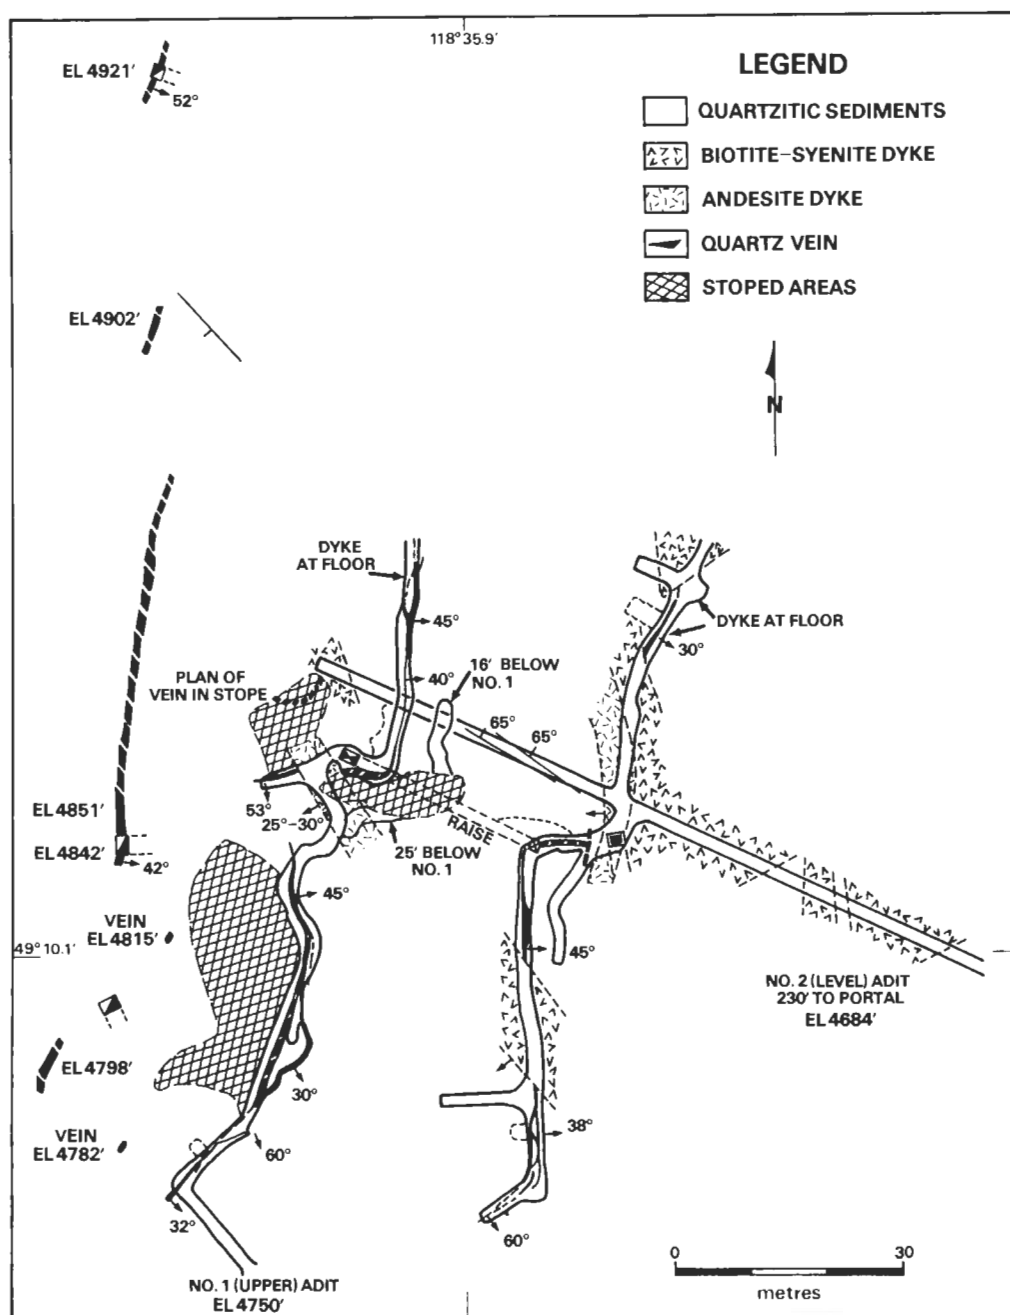 118° 35.9'
EL 4921'
52°
LEGEND
QUARTZITIC SEDIMENTS
BIOTITE-SYENITE DYKE
ANDESITE DYKE
QUARTZ VEIN
STOPED AREAS
EL 4902'
N
DYKE
AT FLOOR
45°
DYKE AT FLOOR
30°
16' BELOW
NO. 1
40°
PLAN OF
VEIN IN STOPE
65°
65°
53°
25°-30°
RAISE
EL 4851'
EL 4842'
42°
25' BELOW
NO. 1
45°
VEIN
EL 4815'
45°
49° 10.1'
NO. 2 (LEVEL) ADIT
230' TO PORTAL
EL 4684'
EL 4798'
30°
38°
VEIN
EL 4782'
60°
32°
60°
NO. 1 (UPPER) ADIT
EL 4750'
0 30
metres